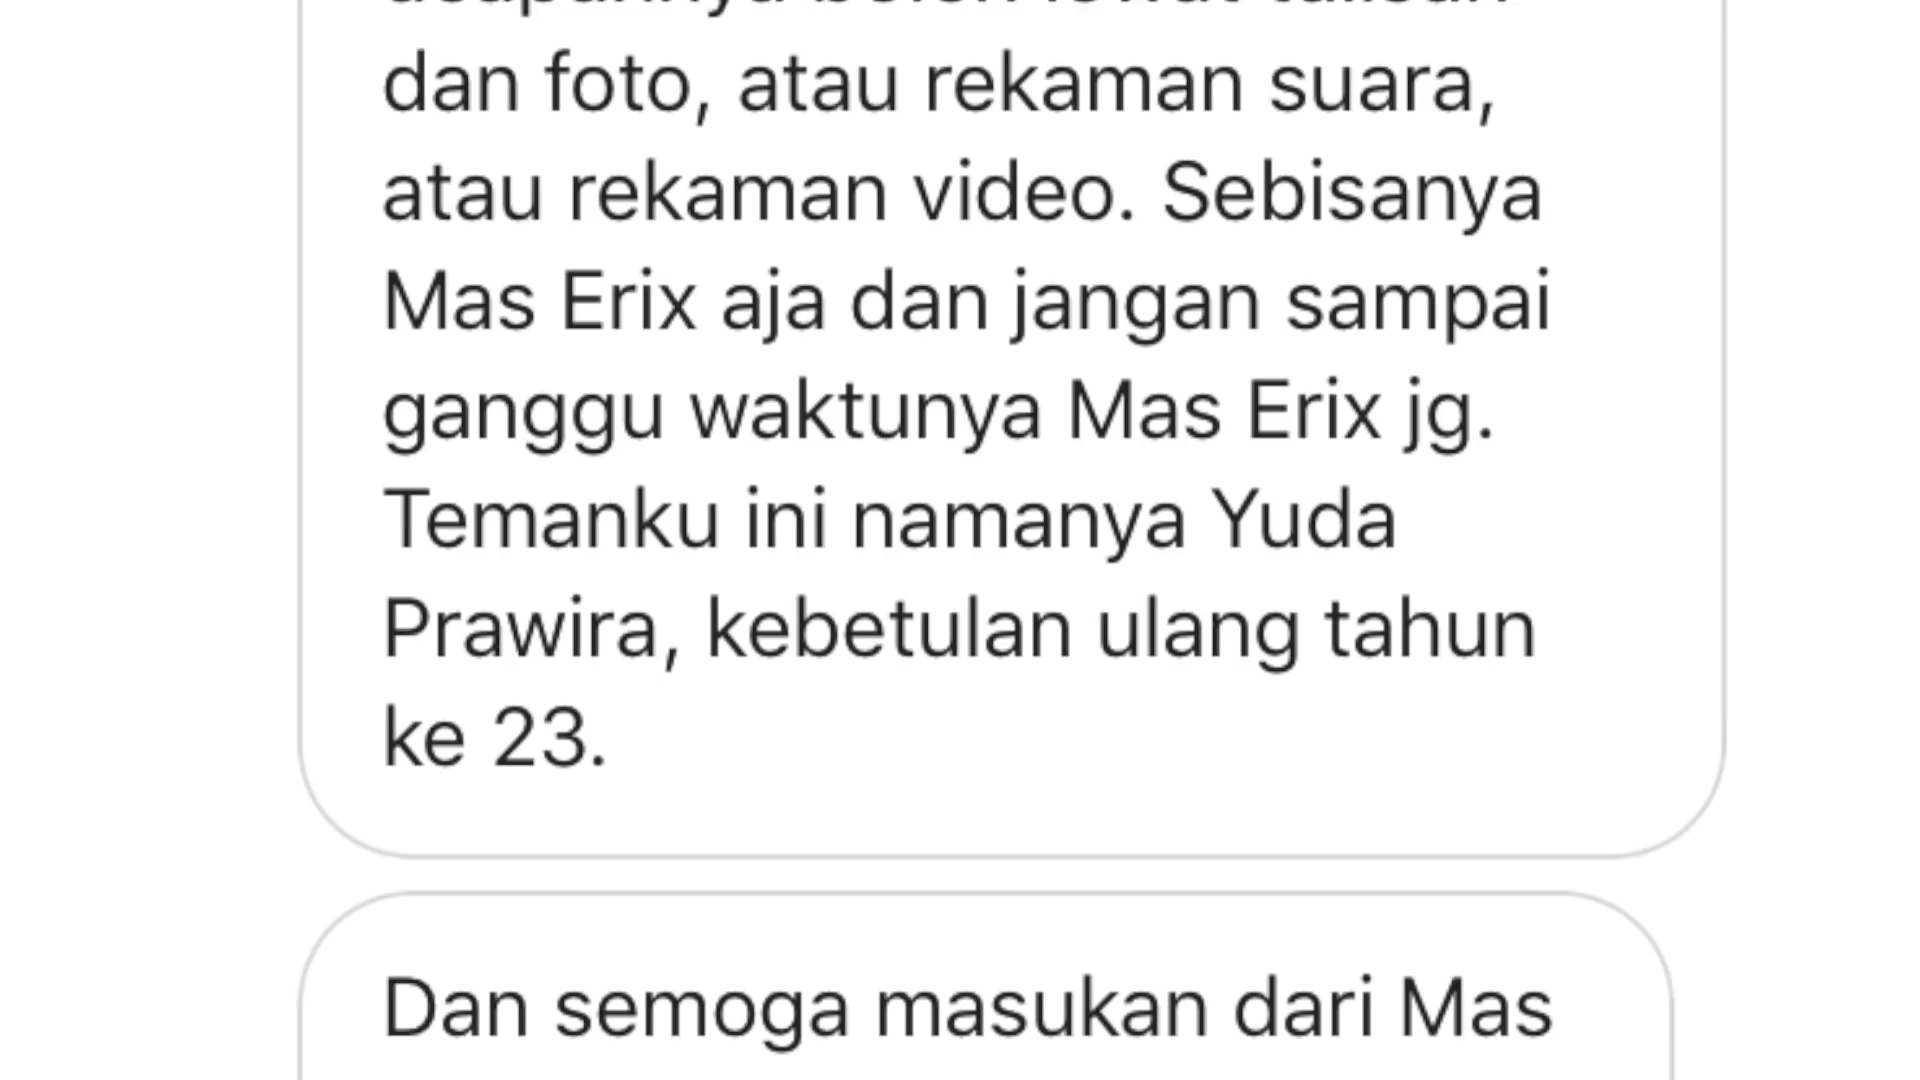 dan foto, atau rekaman suara,
atau rekaman video. Sebisanya
Mas Erix aja dan jangan sampai
ganggu waktunya Mas Erix jg.
Temanku ini namanya Yuda
Prawira, kebetulan ulang tahun
ke 23.
Dan semoga masukan dari Mas